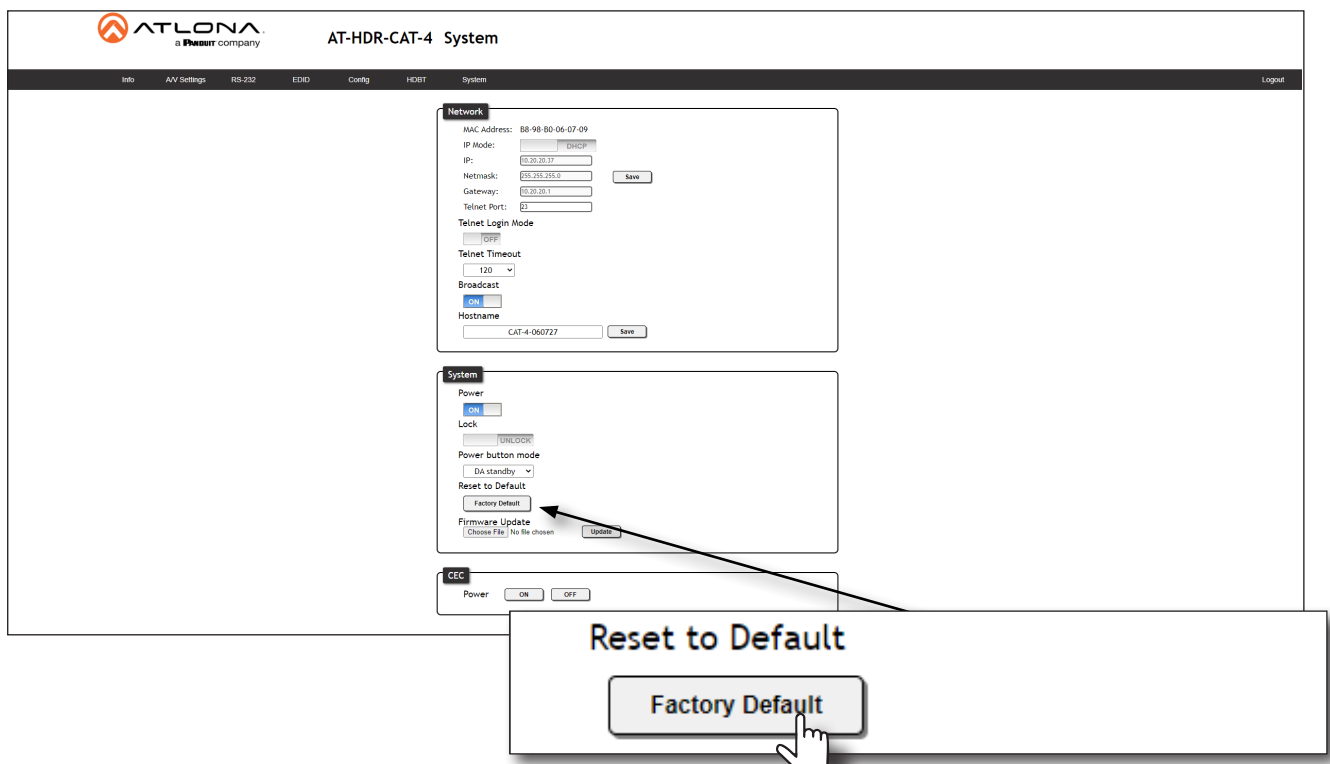 ATLONA.
a PANDUIT company
AT-HDR-CAT-4 System
Info A/V Settings RS-232 EDID Config HDBT System Logout
Network
MAC Address: B8-98-B0-06-07-09
IP Mode: DHCP
IP: 10.20.20.37
Netmask: 255.255.255.0 Save
Gateway: 10.20.20.1
Telnet Port: 23
Telnet Login Mode
OFF
Telnet Timeout
120
Broadcast
ON
Hostname
CAT-4-060727 Save
System
Power
ON
Lock
UNLOCK
Power button mode
DA standby
Reset to Default
Factory Default
Firmware Update
Choose File No file chosen Update
CEC
Power ON OFF
Reset to Default
Factory Default